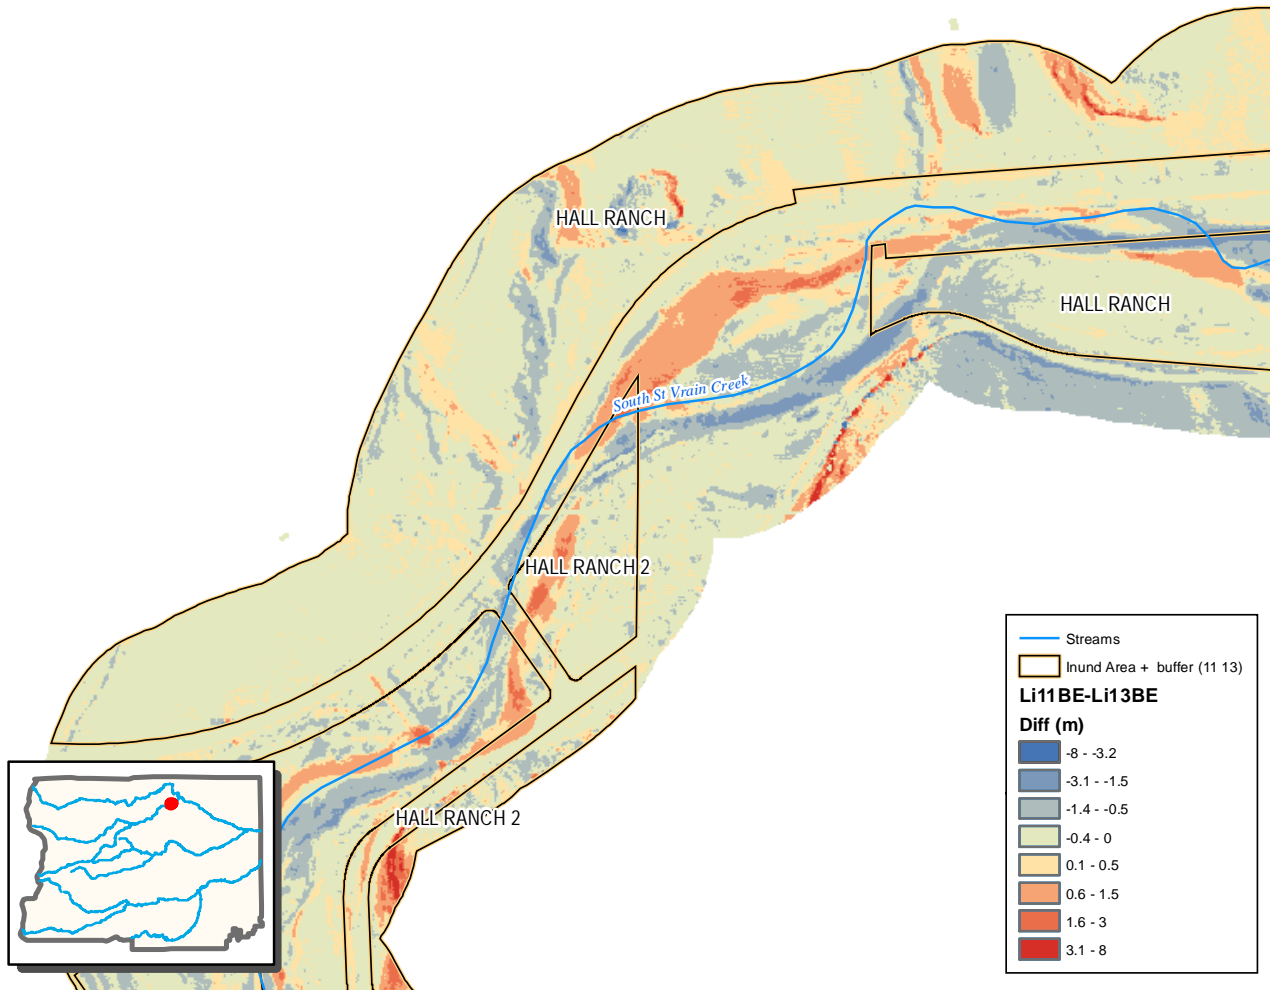 HALL RANCH
HALL RANCH
South St Vrain Creek
HALL RANCH 2
HALL RANCH 2
Streams
Inund Area + buffer (11 13)
Li11BE-Li13BE
Diff (m)
-8 - -3.2
-3.1 - -1.5
-1.4 - -0.5
-0.4 - 0
0.1 - 0.5
0.6 - 1.5
1.6 - 3
3.1 - 8